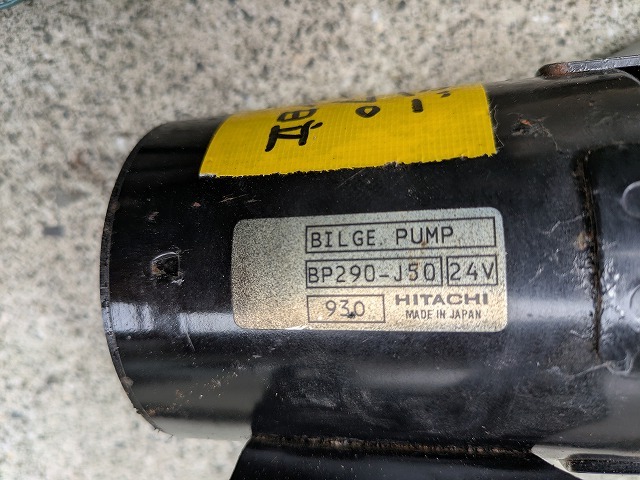 BILGE PUMP
BP290-J50 24V
930 HITACHI
MADE IN JAPAN